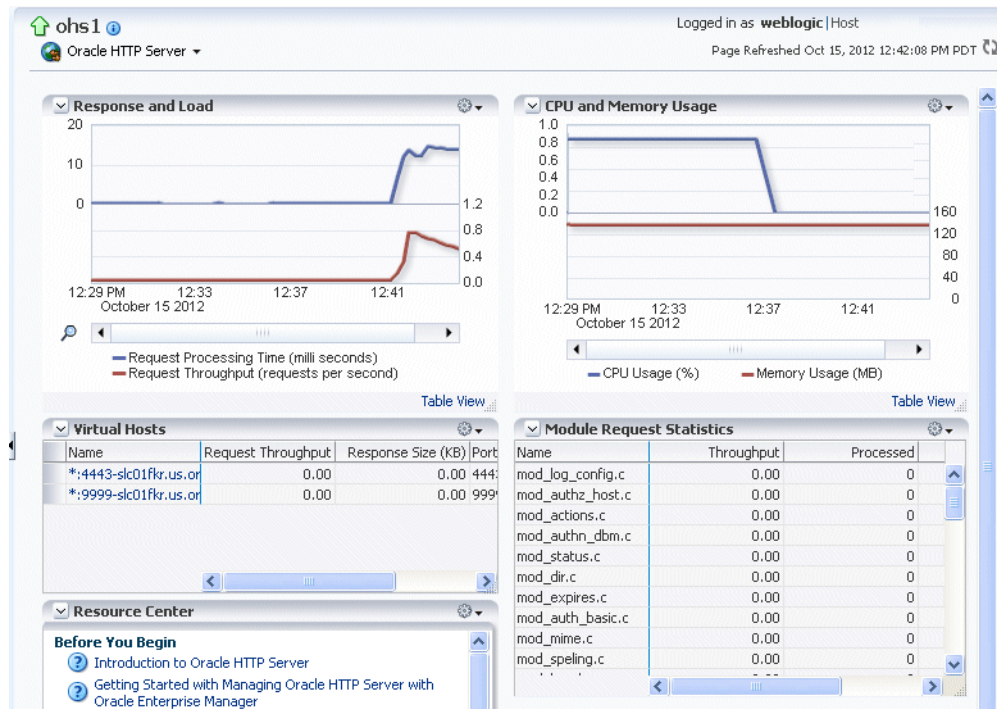 ohs1
Logged in as weblogic|Host
Oracle HTTP Server
Page Refreshed Oct 15, 2012 12:42:08 PM PDT
Response and Load
20
10
0
1.2
0.8
0.4
0.0
12:29 PM 12:33 12:37 12:41
October 15 2012
Request Processing Time (milli seconds)
Request Throughput (requests per second)
Table View
CPU and Memory Usage
1.0
0.8
0.6
0.4
0.2
0.0
160
120
80
40
0
12:29 PM 12:33 12:37 12:41
October 15 2012
CPU Usage (%) Memory Usage (MB)
Table View
Virtual Hosts
Name Request Throughput Response Size (KB) Port
*:4443-slc01fkr.us.or 0.00 0.00 444
*:9999-slc01fkr.us.or 0.00 0.00 999
Module Request Statistics
Name Throughput Processed
mod_log_config.c 0.00 0
mod_authz_host.c 0.00 0
mod_actions.c 0.00 0
mod_authn_dbm.c 0.00 0
mod_status.c 0.00 0
mod_dir.c 0.00 0
mod_expires.c 0.00 0
mod_auth_basic.c 0.00 0
mod_mime.c 0.00 0
mod_speling.c 0.00 0
Resource Center
Before You Begin
Introduction to Oracle HTTP Server
Getting Started with Managing Oracle HTTP Server with
Oracle Enterprise Manager